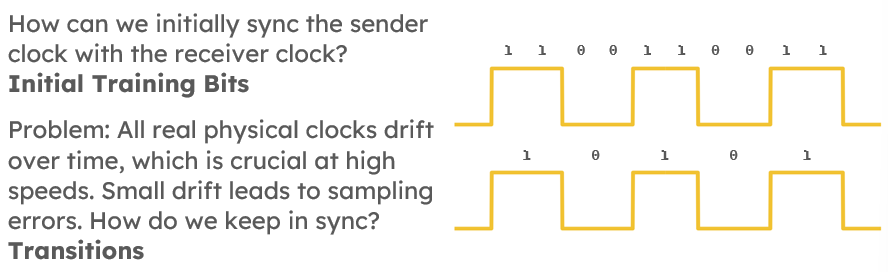 How can we initially sync the sender
clock with the receiver clock?
Initial Training Bits
Problem: All real physical clocks drift
over time, which is crucial at high
speeds. Small drift leads to sampling
errors. How do we keep in sync?
Transitions
1 1 0 0 1 1 0 0 1 1
1 0 1 0 1